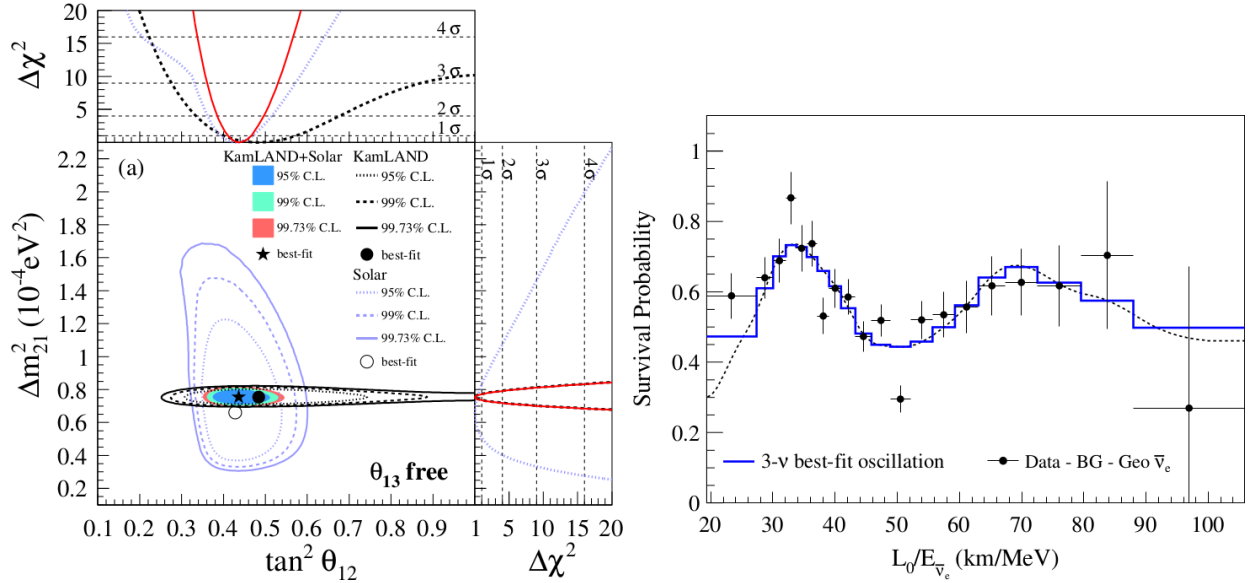 Δχ²
20
15
10
5
4σ
3σ
2σ
1σ
(a)
KamLAND+Solar
95% C.L.
99% C.L.
99.73% C.L.
best-fit
KamLAND
95% C.L.
99% C.L.
99.73% C.L.
best-fit
Solar
95% C.L.
99% C.L.
99.73% C.L.
best-fit
θ₁₃ free
Δm²₂₁ (10⁻⁴eV²)
2.2
2
1.8
1.6
1.4
1.2
1
0.8
0.6
0.4
0.2
0.1 0.2 0.3 0.4 0.5 0.6 0.7 0.8 0.9 1
tan² θ₁₂
1σ 2σ 3σ 4σ
5 10 15 20
Δχ²
Survival Probability
1
0.8
0.6
0.4
0.2
0
3-ν best-fit oscillation
Data - BG - Geo ν̅ₑ
20 30 40 50 60 70 80 90 100
L₀/E_ν̅ₑ (km/MeV)